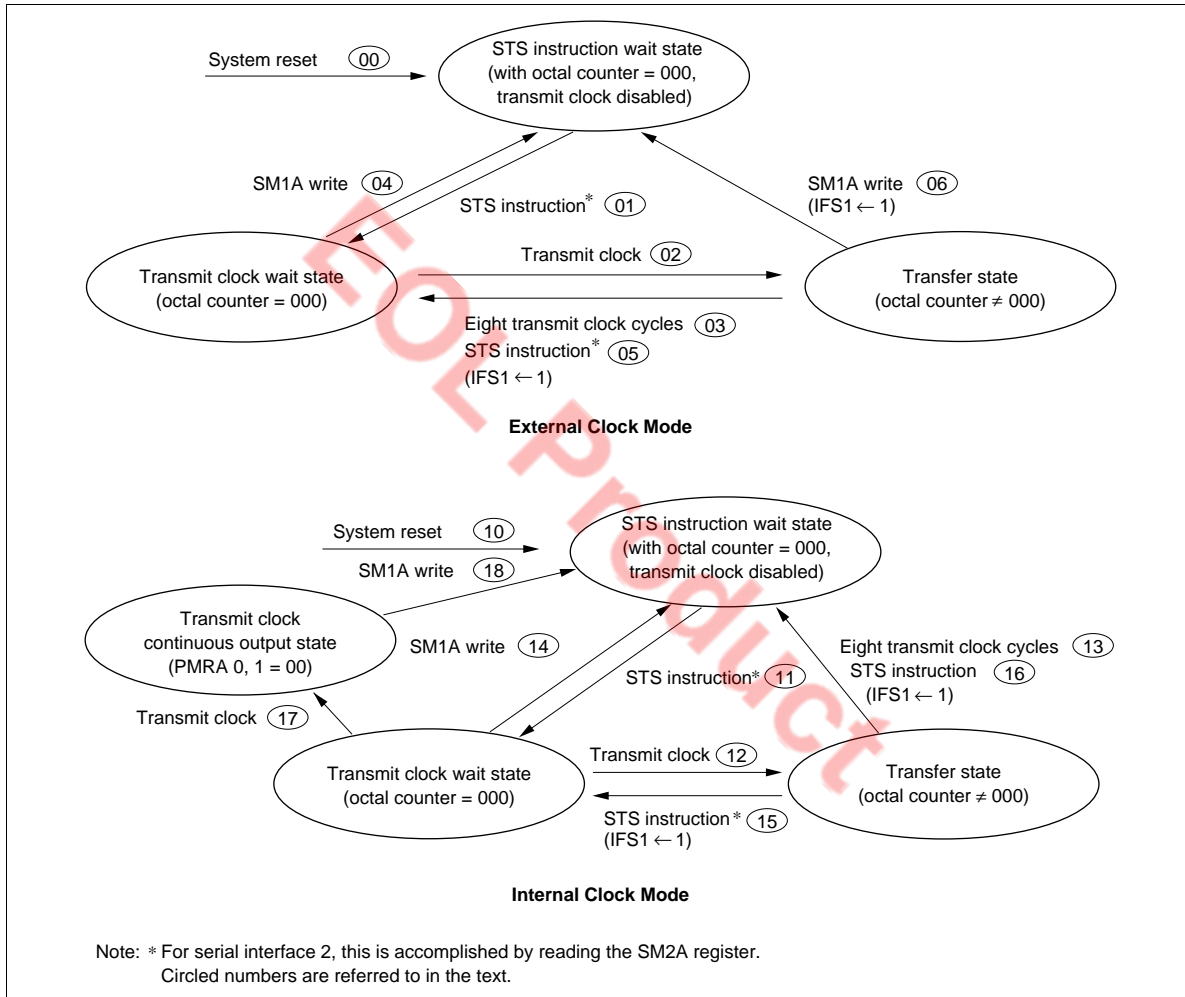 System reset 00
STS instruction wait state
(with octal counter = 000,
transmit clock disabled)
SM1A write 04
STS instruction* 01
SM1A write 06
(IFS1 ← 1)
Transmit clock wait state
(octal counter = 000)
Transmit clock 02
Transfer state
(octal counter ≠ 000)
Eight transmit clock cycles 03
STS instruction* 05
(IFS1 ← 1)
External Clock Mode
System reset 10
SM1A write 18
STS instruction wait state
(with octal counter = 000,
transmit clock disabled)
Transmit clock
continuous output state
(PMRA 0, 1 = 00)
SM1A write 14
STS instruction* 11
Eight transmit clock cycles 13
STS instruction 16
(IFS1 ← 1)
Transmit clock 17
Transmit clock wait state
(octal counter = 000)
Transmit clock 12
Transfer state
(octal counter ≠ 000)
STS instruction* 15
(IFS1 ← 1)
Internal Clock Mode
Note: * For serial interface 2, this is accomplished by reading the SM2A register.
Circled numbers are referred to in the text.
EOL Product